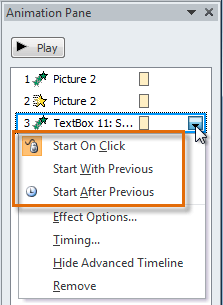 Animation Pane
Play
1 Picture 2
2 Picture 2
3 TextBox 11: S...
Start On Click
Start With Previous
Start After Previous
Effect Options...
Timing...
Hide Advanced Timeline
Remove